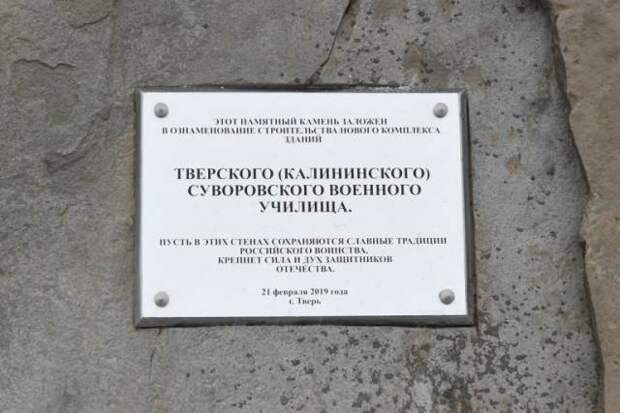 ЭТОТ ПАМЯТНЫЙ КАМЕНЬ ЗАЛОЖЕН
В ОЗНАМЕНОВАНИЕ СТРОИТЕЛЬСТВА НОВОГО КОМПЛЕКСА
ЗДАНИЙ
ТВЕРСКОГО (КАЛИНИНСКОГО)
СУВОРОВСКОГО ВОЕННОГО
УЧИЛИЩА.
ПУСТЬ В ЭТИХ СТЕНАХ СОХРАНЯЮТСЯ СЛАВНЫЕ ТРАДИЦИИ
РОССИЙСКОГО ВОИНСТВА,
КРЕПНЕТ СИЛА И ДУХ ЗАЩИТНИКОВ
ОТЕЧЕСТВА.
21 февраля 2019 года
г. Тверь